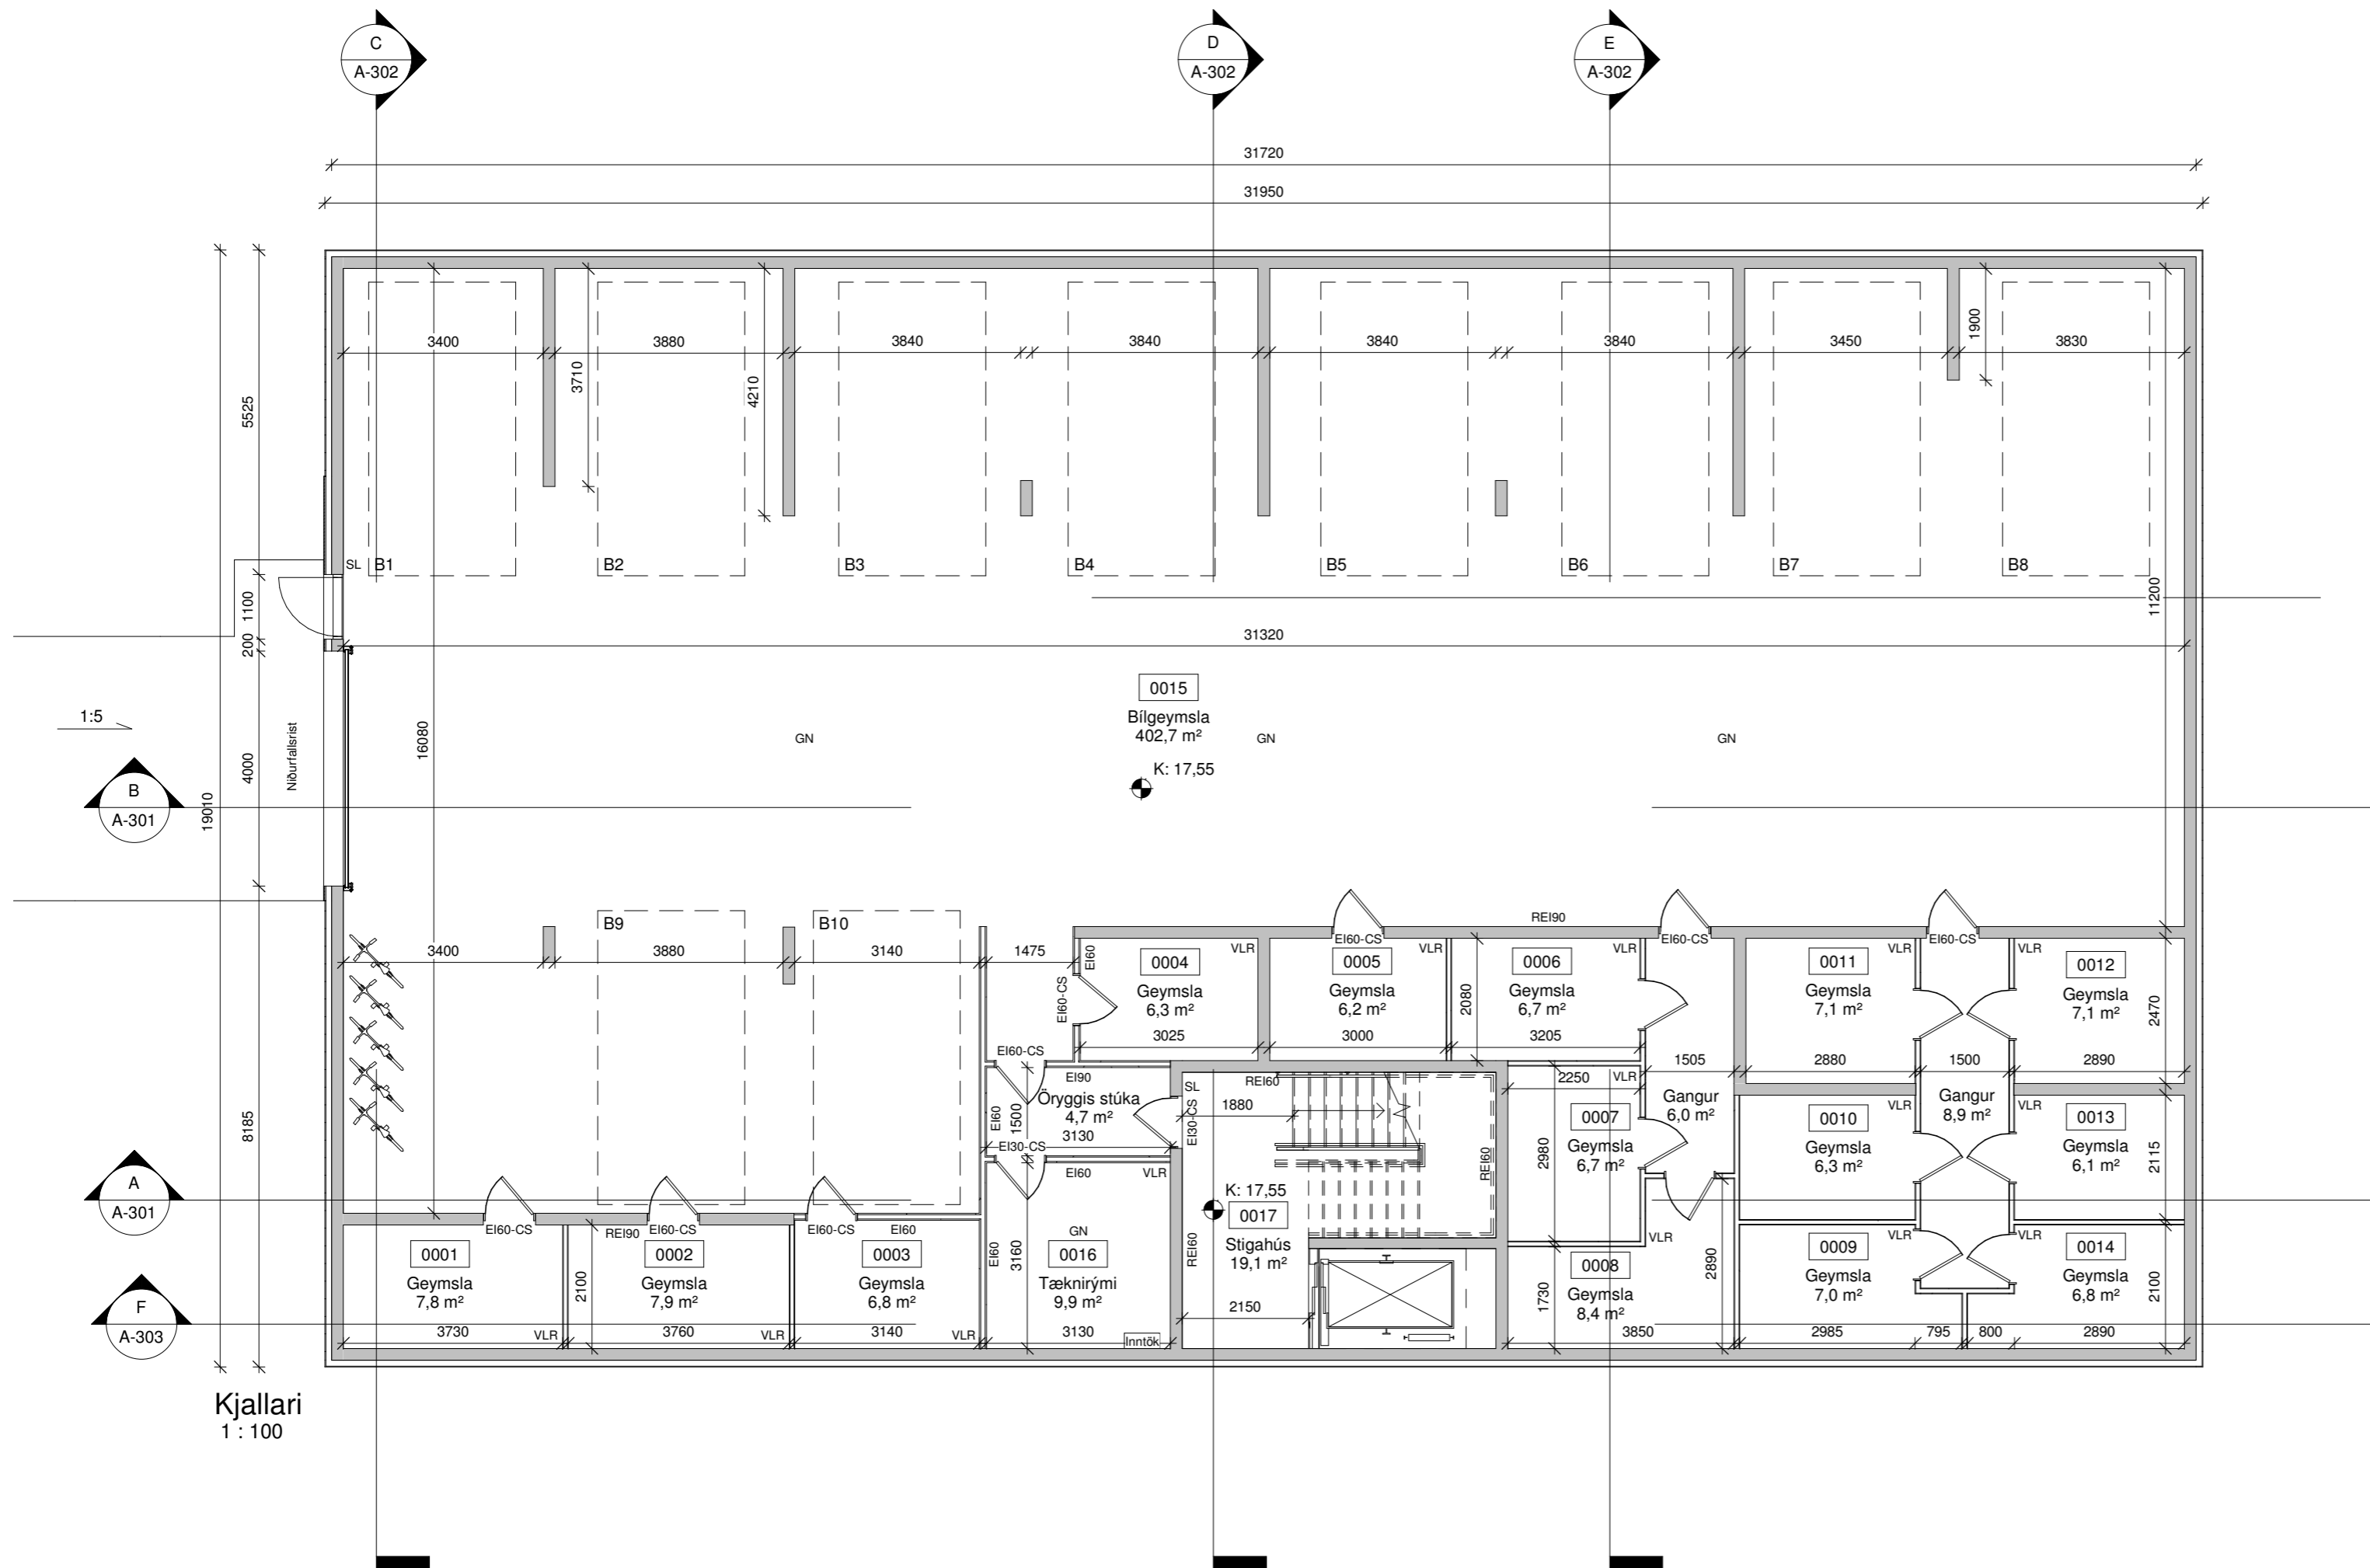 C
A-302
D
A-302
E
A-302
31720
31950
3400
3880
3840
3840
3840
3840
3450
3830
3710
4210
1900
5525
SL
B1
B2
B3
B4
B5
B6
B7
B8
1100
200
11200
31320
0015
Bílgeymsla
402,7 m²
K: 17,55
GN
GN
GN
1:5
Niðurfallsrist
4000
16080
19010
B
A-301
B9
B10
REI90
EI60-CS
EI60-CS
EI60-CS
3400
3880
3140
1475
EI60
EI60-CS
VLR
VLR
VLR
VLR
VLR
0004
Geymsla
6,3 m²
3025
0005
Geymsla
6,2 m²
3000
2080
0006
Geymsla
6,7 m²
3205
0011
Geymsla
7,1 m²
2880
0012
Geymsla
7,1 m²
2890
2470
1505
1500
EI60-CS
EI90
Öryggis stúka
4,7 m²
EI60
1500
3130
EI30-CS
SL
EI30-CS
REI60
1880
REI60
2250
VLR
0007
Geymsla
6,7 m²
2980
Gangur
6,0 m²
Gangur
8,9 m²
VLR
VLR
0010
Geymsla
6,3 m²
0013
Geymsla
6,1 m²
2115
8185
A
A-301
EI60
VLR
K: 17,55
0017
Stigahús
19,1 m²
REI60
2150
EI60-CS
REI90
EI60-CS
EI60-CS
EI60
0001
Geymsla
7,8 m²
3730
VLR
2100
0002
Geymsla
7,9 m²
3760
VLR
0003
Geymsla
6,8 m²
3140
VLR
EI60
3160
GN
0016
Tæknirými
9,9 m²
3130
Inntök
VLR
0008
Geymsla
8,4 m²
1730
2890
3850
VLR
VLR
0009
Geymsla
7,0 m²
2985
795
800
0014
Geymsla
6,8 m²
2890
2100
F
A-303
Kjallari
1 : 100